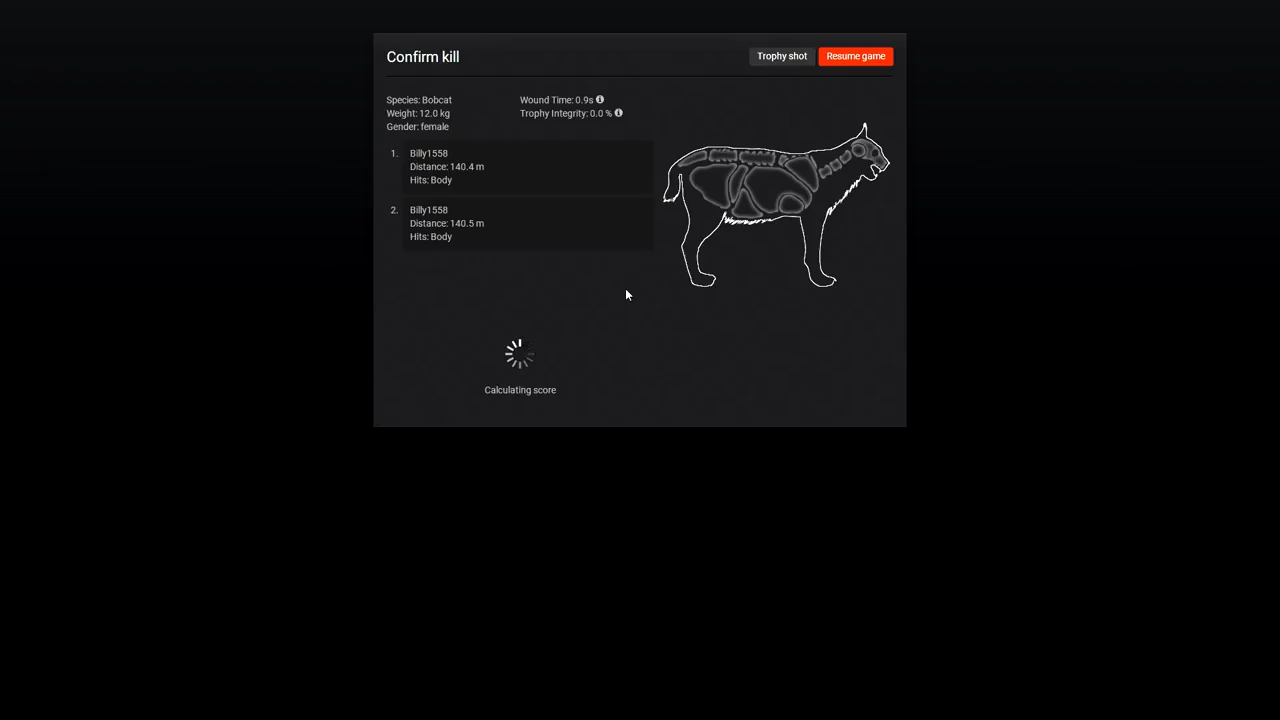 Confirm kill
Trophy shot
Resume game
Species: Bobcat
Weight: 12.0 kg
Gender: female
Wound Time: 0.9s
Trophy Integrity: 0.0 %
1.
Billy1558
Distance: 140.4 m
Hits: Body
2.
Billy1558
Distance: 140.5 m
Hits: Body
Calculating score